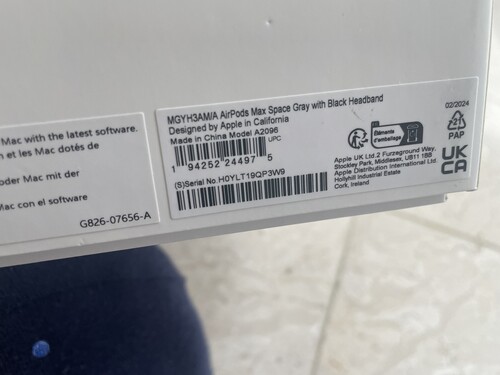 Mac with the latest software.
n et les Mac dotés de
oder Mac mit der
Mac con el software
G826-07656-A
MGYH3AM/A AirPods Max Space Gray with Black Headband
Designed by Apple in California
Made in China Model A2096
UPC
1 94252 24497 5
(S)Serial No. H0YLT19QP3W9
Éléments d'emballage
Apple UK Ltd.2 Furzeground Way,
Stockley Park, Middlesex, UB11 1BB
Apple Distribution International Ltd.
Hollyhill Industrial Estate
Cork, Ireland
02/2024
PAP
UK
CA